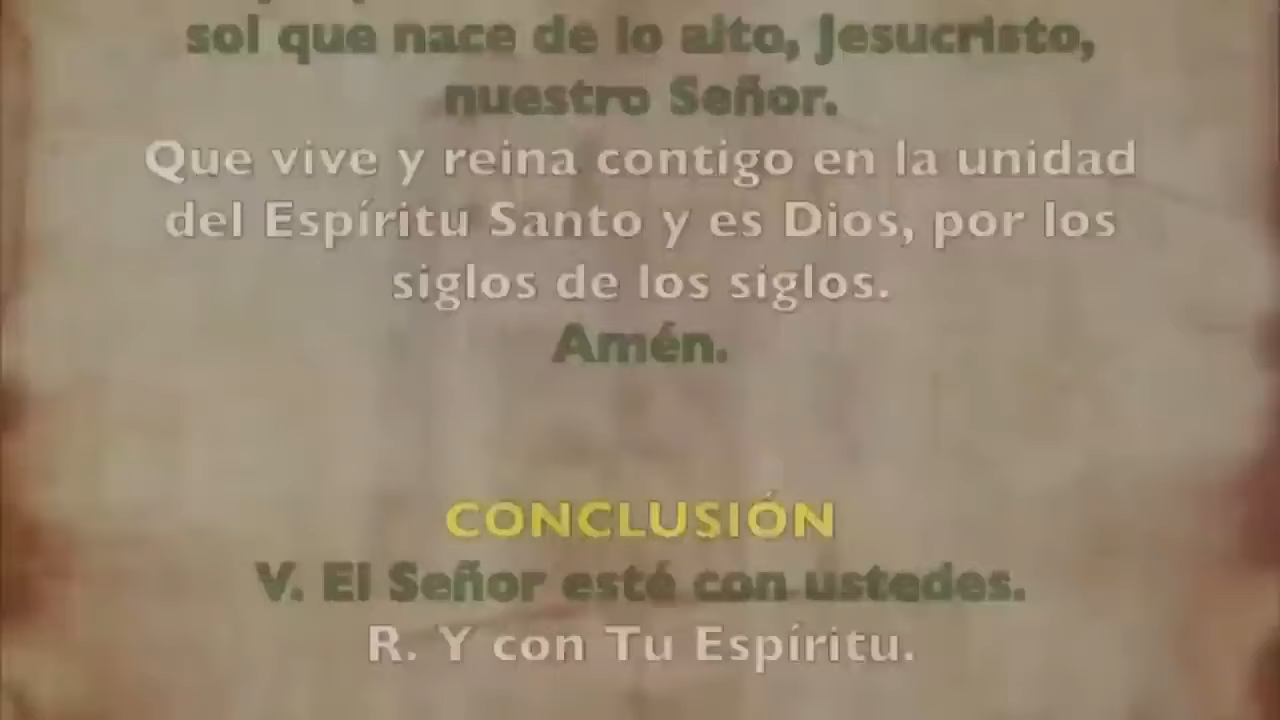 sol que nace de lo alto, Jesucristo,
nuestro Señor.
Que vive y reina contigo en la unidad
del Espíritu Santo y es Dios, por los
siglos de los siglos.
Amén.
CONCLUSIÓN
V. El Señor esté con ustedes.
R. Y con Tu Espíritu.